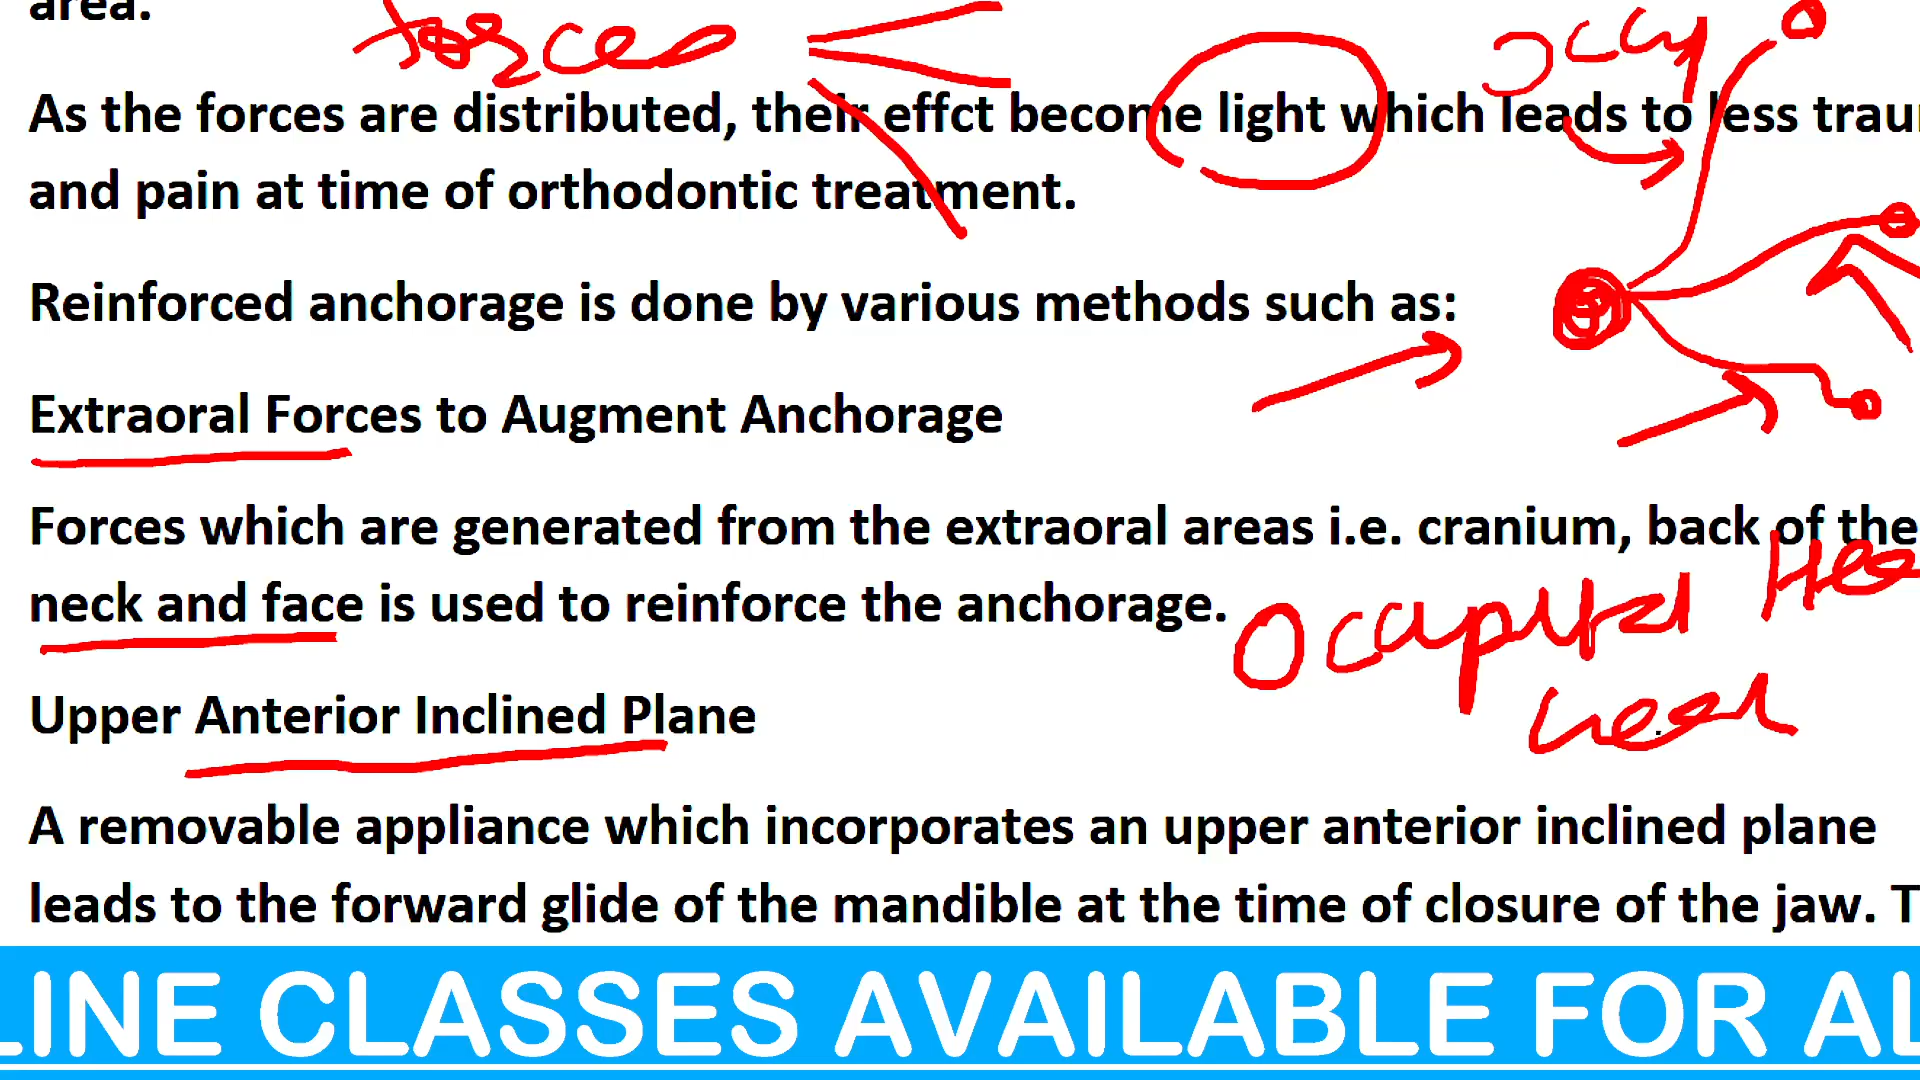 area.
forces
occip
As the forces are distributed, their effct become light which leads to less trau
and pain at time of orthodontic treatment.
Reinforced anchorage is done by various methods such as:
Extraoral Forces to Augment Anchorage
Forces which are generated from the extraoral areas i.e. cranium, back of the
neck and face is used to reinforce the anchorage.
Upper Anterior Inclined Plane
A removable appliance which incorporates an upper anterior inclined plane
leads to the forward glide of the mandible at the time of closure of the jaw. T
LINE CLASSES AVAILABLE FOR AL